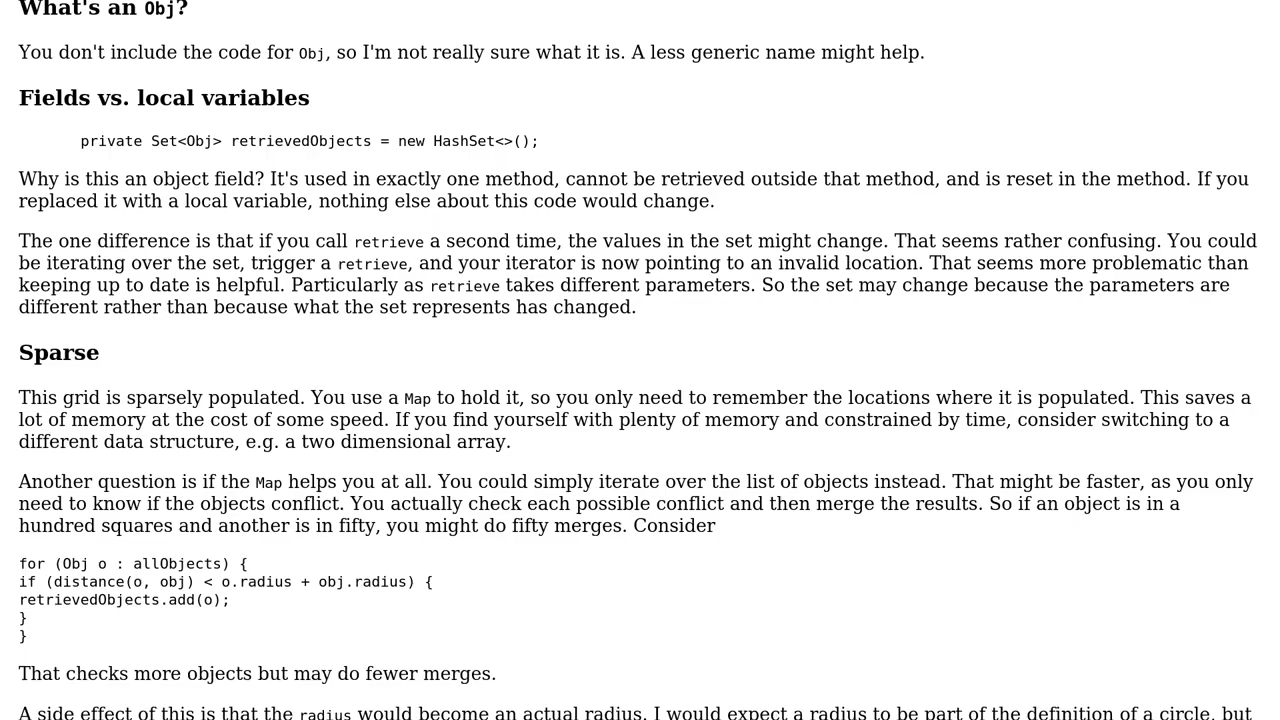 What's an Obj?
You don't include the code for Obj, so I'm not really sure what it is. A less generic name might help.
Fields vs. local variables
private Set<Obj> retrievedObjects = new HashSet<>();
Why is this an object field? It's used in exactly one method, cannot be retrieved outside that method, and is reset in the method. If you
replaced it with a local variable, nothing else about this code would change.
The one difference is that if you call retrieve a second time, the values in the set might change. That seems rather confusing. You could
be iterating over the set, trigger a retrieve, and your iterator is now pointing to an invalid location. That seems more problematic than
keeping up to date is helpful. Particularly as retrieve takes different parameters. So the set may change because the parameters are
different rather than because what the set represents has changed.
Sparse
This grid is sparsely populated. You use a Map to hold it, so you only need to remember the locations where it is populated. This saves a
lot of memory at the cost of some speed. If you find yourself with plenty of memory and constrained by time, consider switching to a
different data structure, e.g. a two dimensional array.
Another question is if the Map helps you at all. You could simply iterate over the list of objects instead. That might be faster, as you only
need to know if the objects conflict. You actually check each possible conflict and then merge the results. So if an object is in a
hundred squares and another is in fifty, you might do fifty merges. Consider
for (Obj o : allObjects) {
if (distance(o, obj) < o.radius + obj.radius) {
retrievedObjects.add(o);
}
}
That checks more objects but may do fewer merges.
A side effect of this is that the radius would become an actual radius. I would expect a radius to be part of the definition of a circle, but